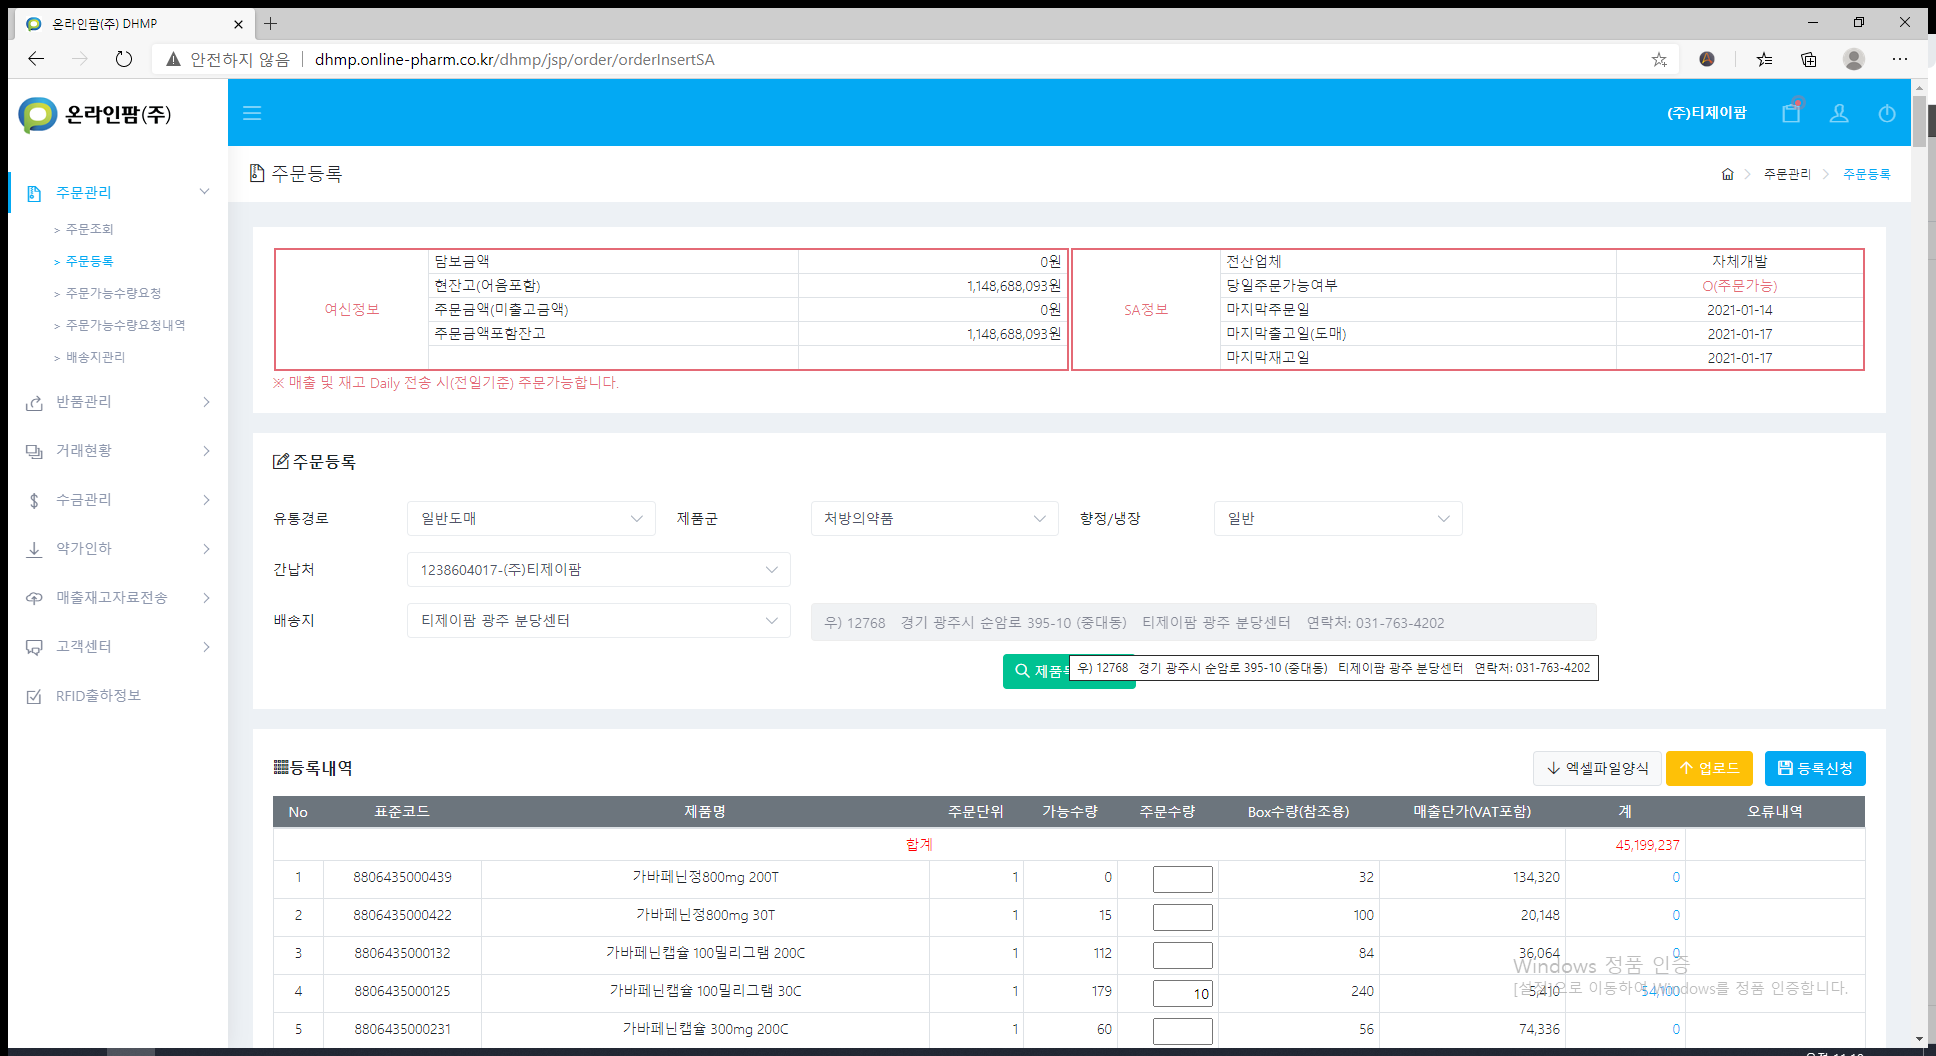 온라인팜(주) DHMP
안전하지 않음
dhmp.online-pharm.co.kr/dhmp/jsp/order/orderInsertSA
온라인팜(주)
(주)티제이팜
주문관리
> 주문조회
> 주문등록
> 주문가능수량요청
> 주문가능수량요청내역
> 배송지관리
반품관리
거래현황
수금관리
약가인하
매출재고자료전송
고객센터
RFID출하정보
주문등록
주문관리 > 주문등록
여신정보
담보금액 0원
현잔고(어음포함) 1,148,688,093원
주문금액(미출고금액) 0원
주문금액포함잔고 1,148,688,093원
SA정보
전산업체 자체개발
당일주문가능여부 O(주문가능)
마지막주문일 2021-01-14
마지막출고일(도매) 2021-01-17
마지막재고일 2021-01-17
※ 매출 및 재고 Daily 전송 시(전일기준) 주문가능합니다.
주문등록
유통경로 일반도매 제품군 처방의약품 향정/냉장 일반
간납처 1238604017-(주)티제이팜
배송지 티제이팜 광주 분당센터 우) 12768 경기 광주시 순암로 395-10 (중대동) 티제이팜 광주 분당센터 연락처: 031-763-4202
제품 우) 12768 경기 광주시 순암로 395-10 (중대동) 티제이팜 광주 분당센터 연락처: 031-763-4202
등록내역 엑셀파일양식 업로드 등록신청
No 표준코드 제품명 주문단위 가능수량 주문수량 Box수량(참조용) 매출단가(VAT포함) 계 오류내역
합계 45,199,237
1 8806435000439 가바페닌정800mg 200T 1 0 32 134,320 0
2 8806435000422 가바페닌정800mg 30T 1 15 100 20,148 0
3 8806435000132 가바페닌캡슐 100밀리그램 200C 1 112 84 36,064 0
4 8806435000125 가바페닌캡슐 100밀리그램 30C 1 179 10 240 5,410 54,100
5 8806435000231 가바페닌캡슐 300mg 200C 1 60 56 74,336 0
Windows 정품 인증
[설정]으로 이동하여 Windows를 정품 인증합니다.